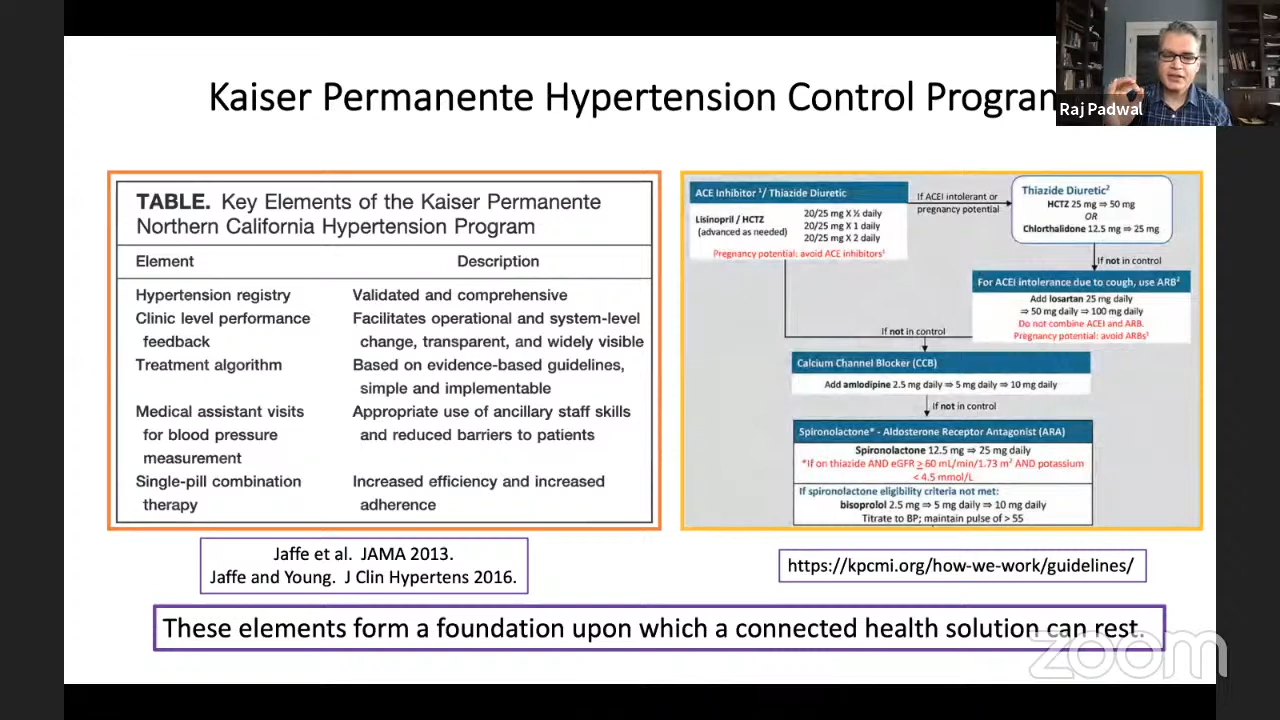 Kaiser Permanente Hypertension Control Program
Raj Padwal
TABLE. Key Elements of the Kaiser Permanente
Northern California Hypertension Program
Element Description
Hypertension registry Validated and comprehensive
Clinic level performance Facilitates operational and system-level
feedback change, transparent, and widely visible
Treatment algorithm Based on evidence-based guidelines,
simple and implementable
Medical assistant visits Appropriate use of ancillary staff skills
for blood pressure and reduced barriers to patients
measurement
Single-pill combination Increased efficiency and increased
therapy adherence
Jaffe et al. JAMA 2013.
Jaffe and Young. J Clin Hypertens 2016.
ACE Inhibitor ¹/ Thiazide Diuretic
Lisinopril / HCTZ
(advanced as needed)
20/25 mg X ½ daily
20/25 mg X 1 daily
20/25 mg X 2 daily
Pregnancy potential: avoid ACE inhibitors¹
If ACEI intolerant or
pregnancy potential
Thiazide Diuretic²
HCTZ 25 mg ⇒ 50 mg
OR
Chlorthalidone 12.5 mg ⇒ 25 mg
If not in control
For ACEI intolerance due to cough, use ARB²
Add losartan 25 mg daily
⇒ 50 mg daily ⇒ 100 mg daily
Do not combine ACEI and ARB.
Pregnancy potential: avoid ARBs¹
If not in control
Calcium Channel Blocker (CCB)
Add amlodipine 2.5 mg daily ⇒ 5 mg daily ⇒ 10 mg daily
If not in control
Spironolactone* - Aldosterone Receptor Antagonist (ARA)
Spironolactone 12.5 mg ⇒ 25 mg daily
*If on thiazide AND eGFR ≥ 60 mL/min/1.73 m² AND potassium
< 4.5 mmol/L
If spironolactone eligibility criteria not met:
bisoprolol 2.5 mg ⇒ 5 mg daily ⇒ 10 mg daily
Titrate to BP; maintain pulse of > 55
https://kpcmi.org/how-we-work/guidelines/
These elements form a foundation upon which a connected health solution can rest.
zoom